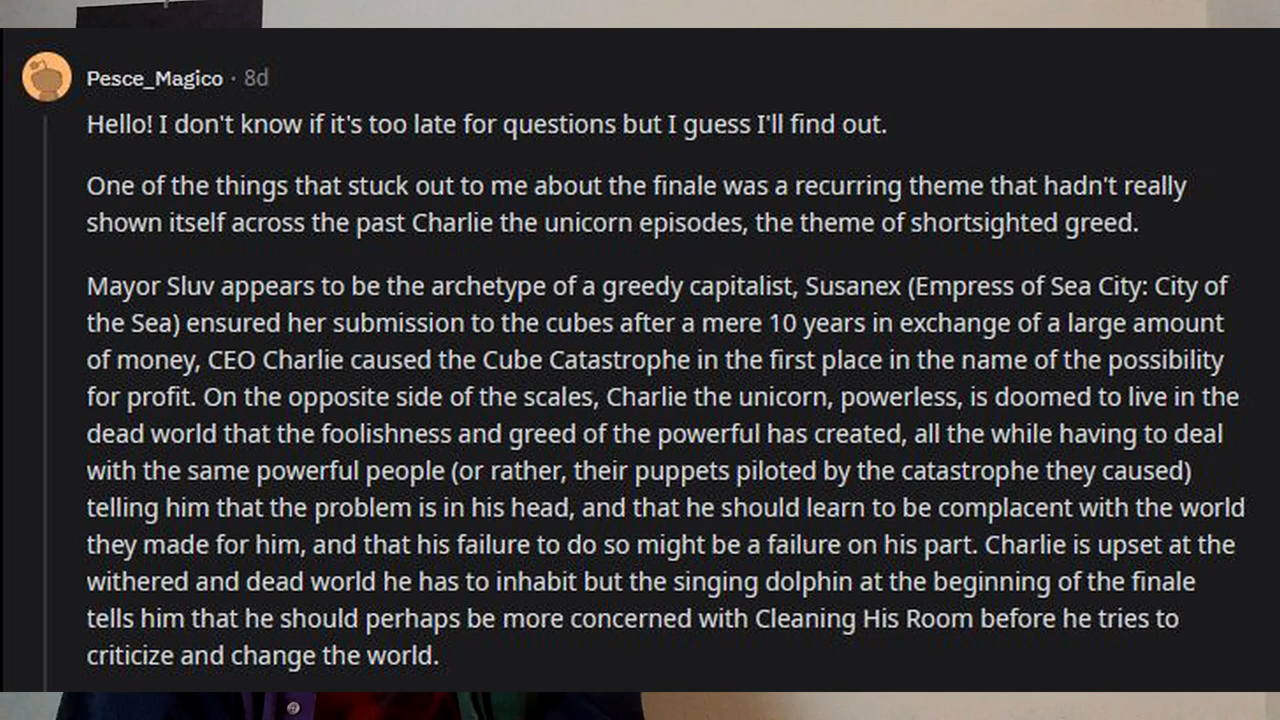 Pesce_Magico · 8d
Hello! I don't know if it's too late for questions but I guess I'll find out.
One of the things that stuck out to me about the finale was a recurring theme that hadn't really
shown itself across the past Charlie the unicorn episodes, the theme of shortsighted greed.
Mayor Sluv appears to be the archetype of a greedy capitalist, Susanex (Empress of Sea City: City of
the Sea) ensured her submission to the cubes after a mere 10 years in exchange of a large amount
of money, CEO Charlie caused the Cube Catastrophe in the first place in the name of the possibility
for profit. On the opposite side of the scales, Charlie the unicorn, powerless, is doomed to live in the
dead world that the foolishness and greed of the powerful has created, all the while having to deal
with the same powerful people (or rather, their puppets piloted by the catastrophe they caused)
telling him that the problem is in his head, and that he should learn to be complacent with the world
they made for him, and that his failure to do so might be a failure on his part. Charlie is upset at the
withered and dead world he has to inhabit but the singing dolphin at the beginning of the finale
tells him that he should perhaps be more concerned with Cleaning His Room before he tries to
criticize and change the world.